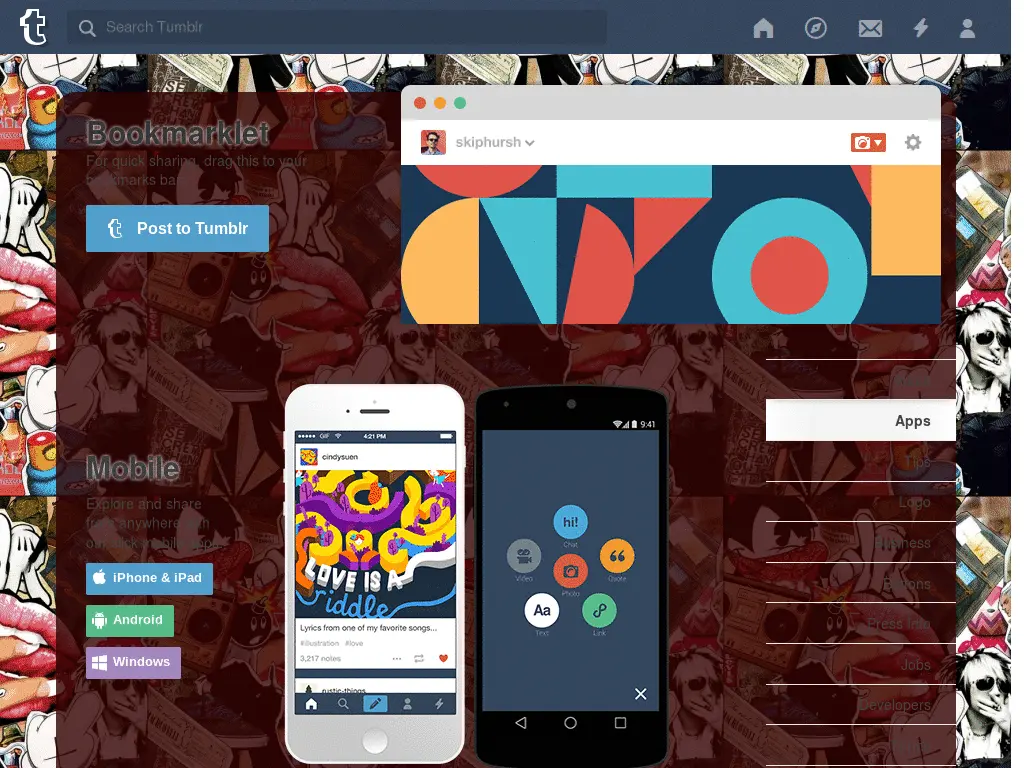 Search Tumblr
Bookmarklet
For quick sharing, drag this to your
bookmarks bar.
Post to Tumblr
skiphursh
Mobile
Explore and share
from anywhere with
our slick mobile apps.
iPhone & iPad
Android
Windows
GIF
4:21 PM
cindysuen
LOVE IS A
riddle
Lyrics from one of my favorite songs...
#illustration #love
3,217 notes
rustic-things
9:41
hi!
Chat
Video
Quote
Photo
Aa
Text
Link
Apps
Tips
Logo
Business
Buttons
Press Info
Jobs
Developers